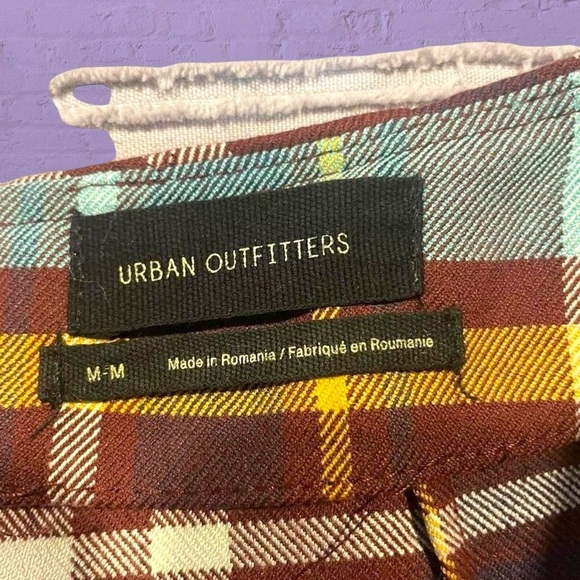 URBAN OUTFITTERS
M-M Made in Romania / Fabriqué en Roumanie